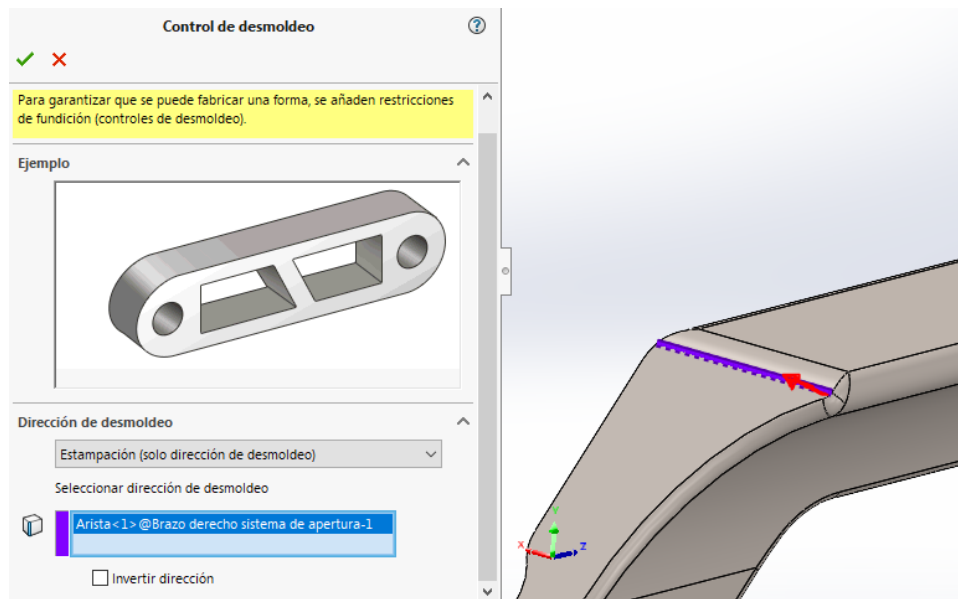 Control de desmoldeo
Para garantizar que se puede fabricar una forma, se añaden restricciones
de fundición (controles de desmoldeo).
Ejemplo
Dirección de desmoldeo
Estampación (solo dirección de desmoldeo)
Seleccionar dirección de desmoldeo
Arista<1>@Brazo derecho sistema de apertura-1
Invertir dirección
Y
X
Z